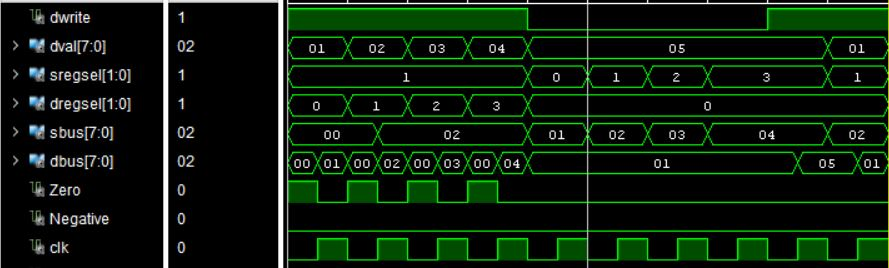 dwrite 1
dval[7:0] 02 01 02 03 04 05 01
sregsel[1:0] 1 1 0 1 2 3 1
dregsel[1:0] 1 0 1 2 3 0
sbus[7:0] 02 00 02 01 02 03 04 02
dbus[7:0] 02 00 01 00 02 00 03 00 04 01 05 01
Zero 0
Negative 0
clk 0